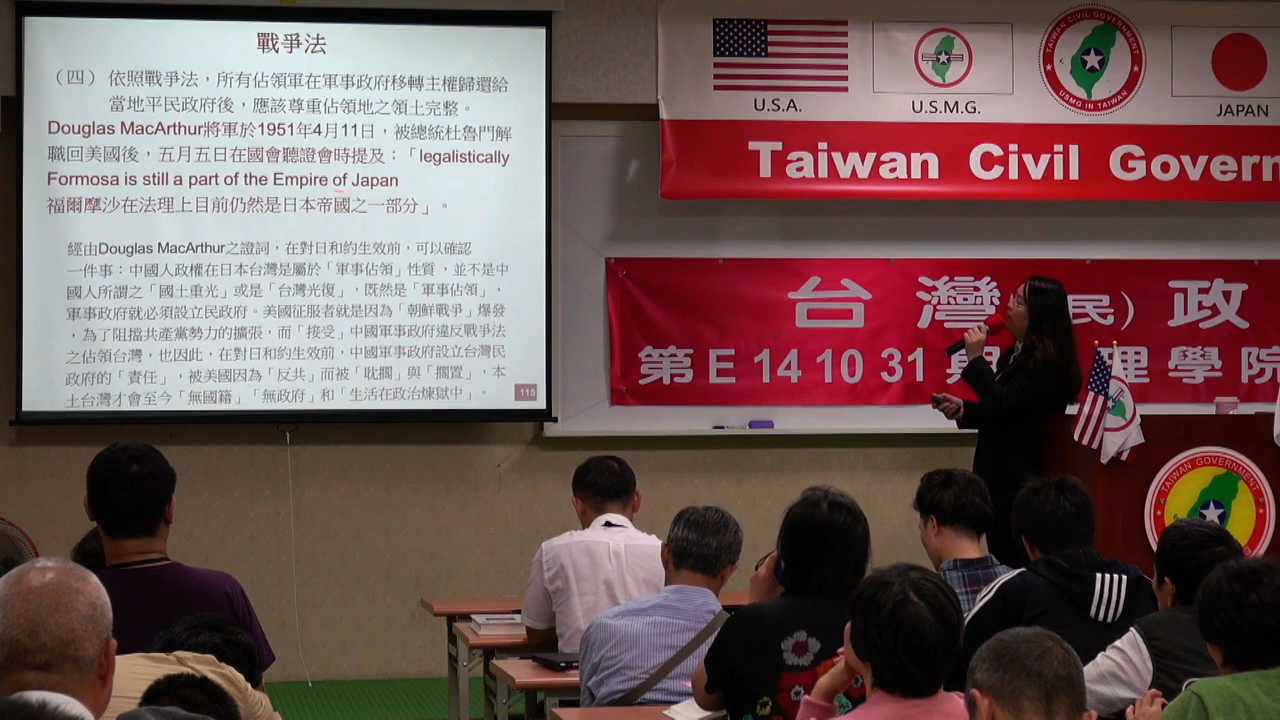 戰爭法
（四） 依照戰爭法，所有佔領軍在軍事政府移轉主權歸還給
當地平民政府後，應該尊重佔領地之領土完整。
Douglas MacArthur將軍於1951年4月11日，被總統杜魯門解
職回美國後，五月五日在國會聽證會時提及：「legalistically
Formosa is still a part of the Empire of Japan
福爾摩沙在法理上目前仍然是日本帝國之一部分」。
經由Douglas MacArthur之證詞，在對日和約生效前，可以確認
一件事：中國人政權在日本台灣是屬於「軍事佔領」性質，並不是中
國人所謂之「國土重光」或是「台灣光復」，既然是「軍事佔領」，
軍事政府就必須設立民政府。美國征服者就是因為「朝鮮戰爭」爆發
，為了阻擋共產黨勢力的擴張，而「接受」中國軍事政府違反戰爭法
之佔領台灣，也因此，在對日和約生效前，中國軍事政府設立台灣民
政府的「責任」，被美國因為「反共」而被「耽擱」與「擱置」，本
土台灣才會至今「無國籍」「無政府」和「生活在政治煉獄中」。
115
U.S.A.
U.S.M.G.
TAIWAN CIVIL GOVERNMENT
USMG IN TAIWAN
JAPAN
Taiwan Civil Govern
台灣(民)政
第E141031期 理學院
TAIWAN GOVERNMENT